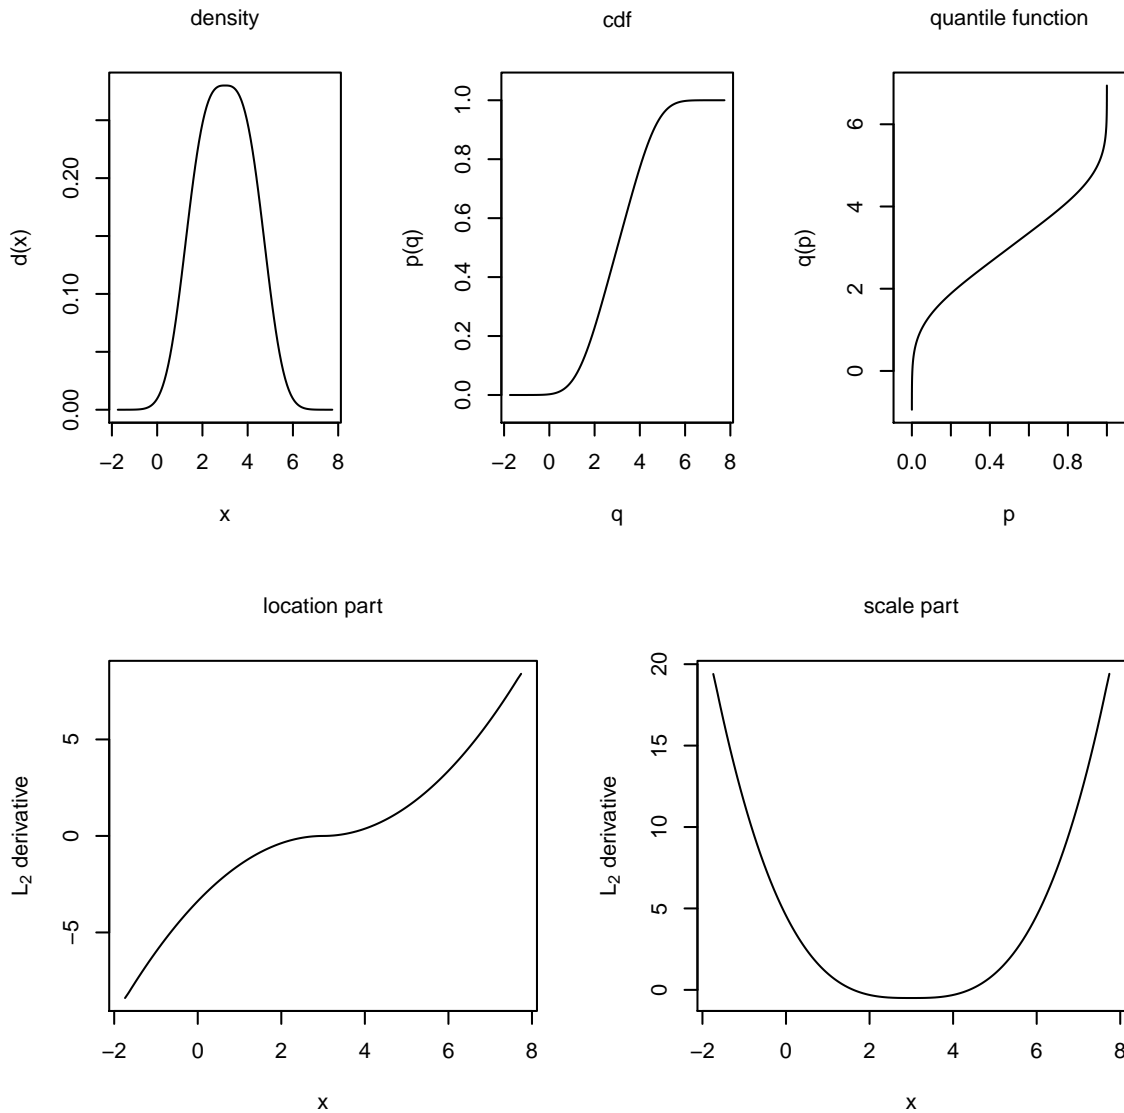 density
d(x)
0.00
0.10
0.20
−2 0 2 4 6 8
x
cdf
p(q)
0.0 0.2 0.4 0.6 0.8 1.0
−2 0 2 4 6 8
q
quantile function
q(p)
0 2 4 6
0.0 0.4 0.8
p
location part
L₂ derivative
−5 0 5
−2 0 2 4 6 8
x
scale part
L₂ derivative
0 5 10 15 20
−2 0 2 4 6 8
x